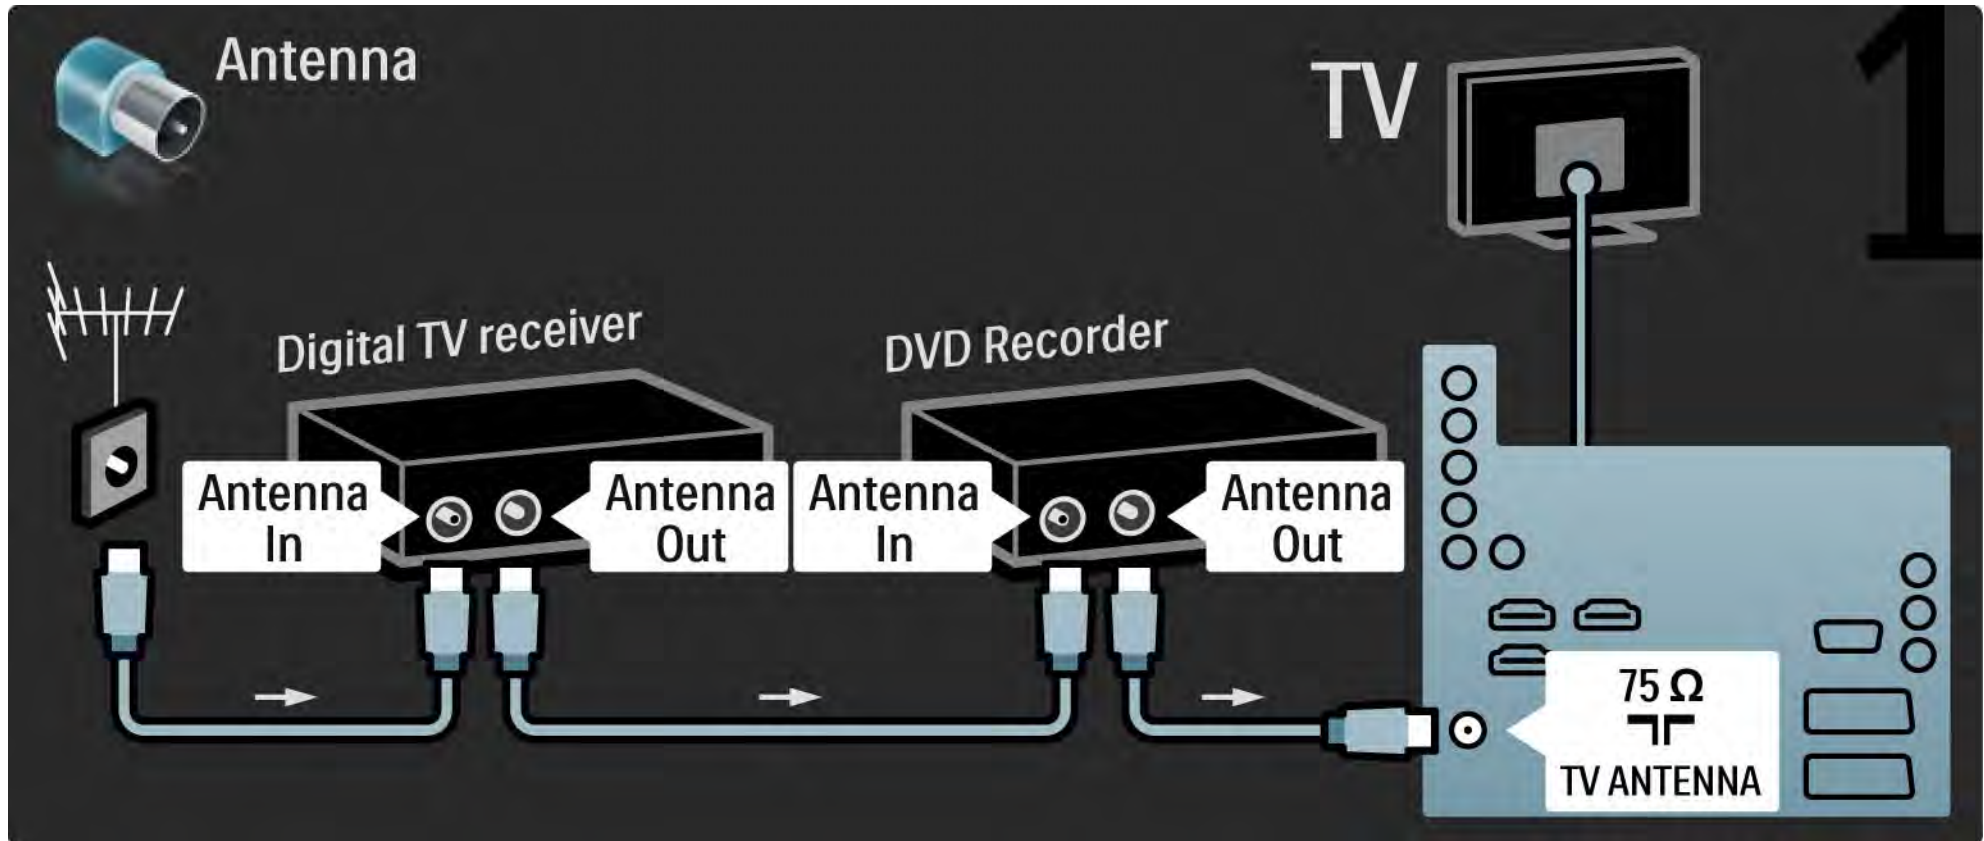 Antenna
TV
1
Digital TV receiver
DVD Recorder
Antenna
In
Antenna
Out
Antenna
In
Antenna
Out
75 Ω
TV ANTENNA